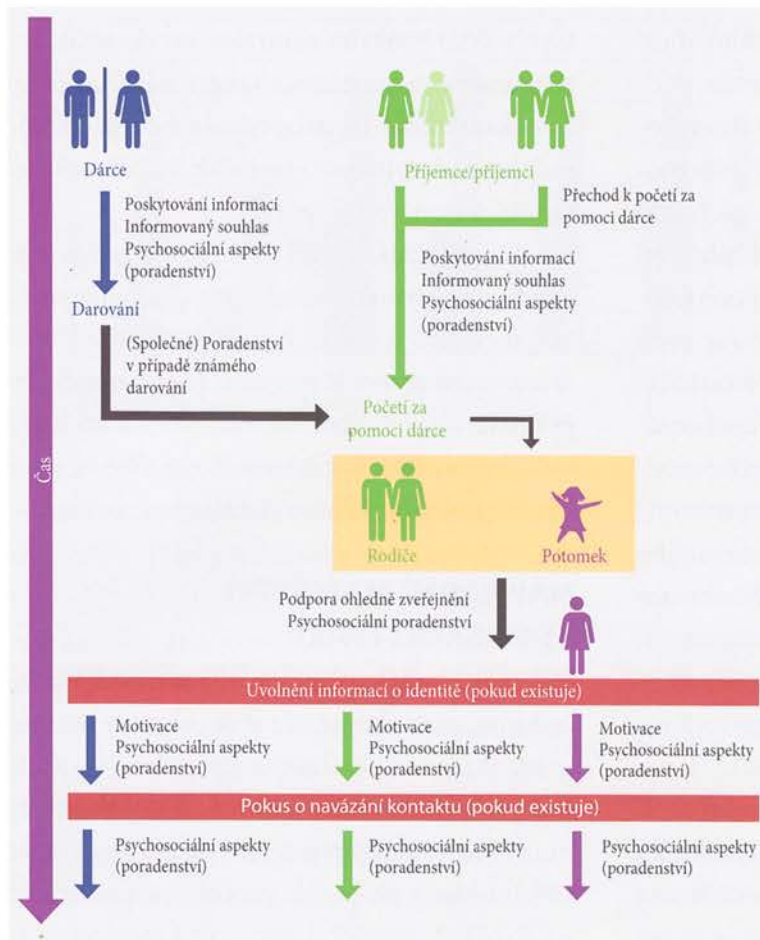 Dárce
Příjemce/příjemci
Přechod k početí za
pomoci dárce
Poskytování informací
Informovaný souhlas
Psychosociální aspekty
(poradenství)
Poskytování informací
Informovaný souhlas
Psychosociální aspekty
(poradenství)
Darování
(Společné) Poradenství
v případě známého
darování
Početí za
pomoci dárce
Čas
Rodiče
Potomek
Podpora ohledně zveřejnění
Psychosociální poradenství
Uvolnění informací o identitě (pokud existuje)
Motivace
Psychosociální aspekty
(poradenství)
Motivace
Psychosociální aspekty
(poradenství)
Motivace
Psychosociální aspekty
(poradenství)
Pokus o navázání kontaktu (pokud existuje)
Psychosociální aspekty
(poradenství)
Psychosociální aspekty
(poradenství)
Psychosociální aspekty
(poradenství)